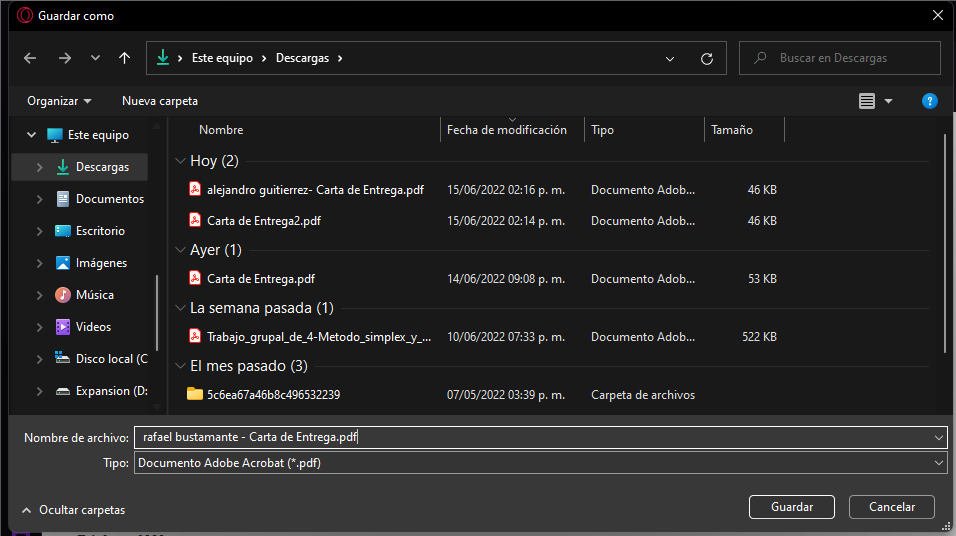 Guardar como
Este equipo Descargas
Buscar en Descargas
Organizar Nueva carpeta
?
Nombre Fecha de modificación Tipo Tamaño
Este equipo
Descargas
Documentos
Escritorio
Imágenes
Música
Videos
Disco local (C
Expansion (D:
Hoy (2)
alejandro guitierrez- Carta de Entrega.pdf 15/06/2022 02:16 p. m. Documento Adob... 46 KB
Carta de Entrega2.pdf 15/06/2022 02:14 p. m. Documento Adob... 46 KB
Ayer (1)
Carta de Entrega.pdf 14/06/2022 09:08 p. m. Documento Adob... 53 KB
La semana pasada (1)
Trabajo_grupal_de_4-Metodo_simplex_y_... 10/06/2022 07:33 p. m. Documento Adob... 522 KB
El mes pasado (3)
5c6ea67a46b8c496532239 07/05/2022 03:39 p. m. Carpeta de archivos
Nombre de archivo: rafael bustamante - Carta de Entrega.pdf
Tipo: Documento Adobe Acrobat (*.pdf)
Ocultar carpetas
Guardar Cancelar